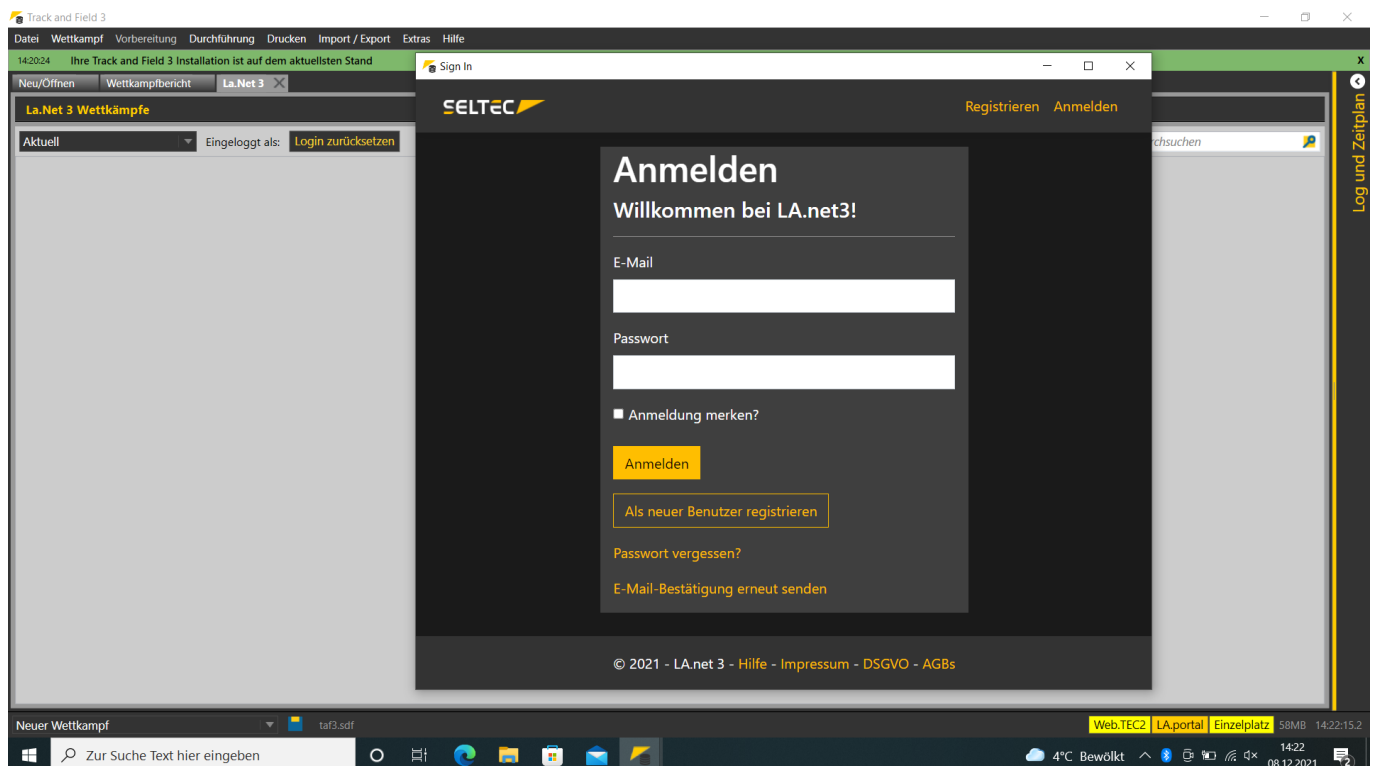 Track and Field 3
Datei Wettkampf Vorbereitung Durchführung Drucken Import / Export Extras Hilfe
14:20:24 Ihre Track and Field 3 Installation ist auf dem aktuellsten Stand x
Neu/Öffnen Wettkampfbericht La.Net 3
La.Net 3 Wettkämpfe
Aktuell Eingeloggt als: Login zurücksetzen rchsuchen
Log und Zeitplan
Sign In
SELTEC Registrieren Anmelden
Anmelden
Willkommen bei LA.net3!
E-Mail
Passwort
Anmeldung merken?
Anmelden
Als neuer Benutzer registrieren
Passwort vergessen?
E-Mail-Bestätigung erneut senden
© 2021 - LA.net 3 - Hilfe - Impressum - DSGVO - AGBs
Neuer Wettkampf taf3.sdf Web.TEC2 LA.portal Einzelplatz 58MB 14:22:15.2
Zur Suche Text hier eingeben 4°C Bewölkt 14:22
08.12.2021 2